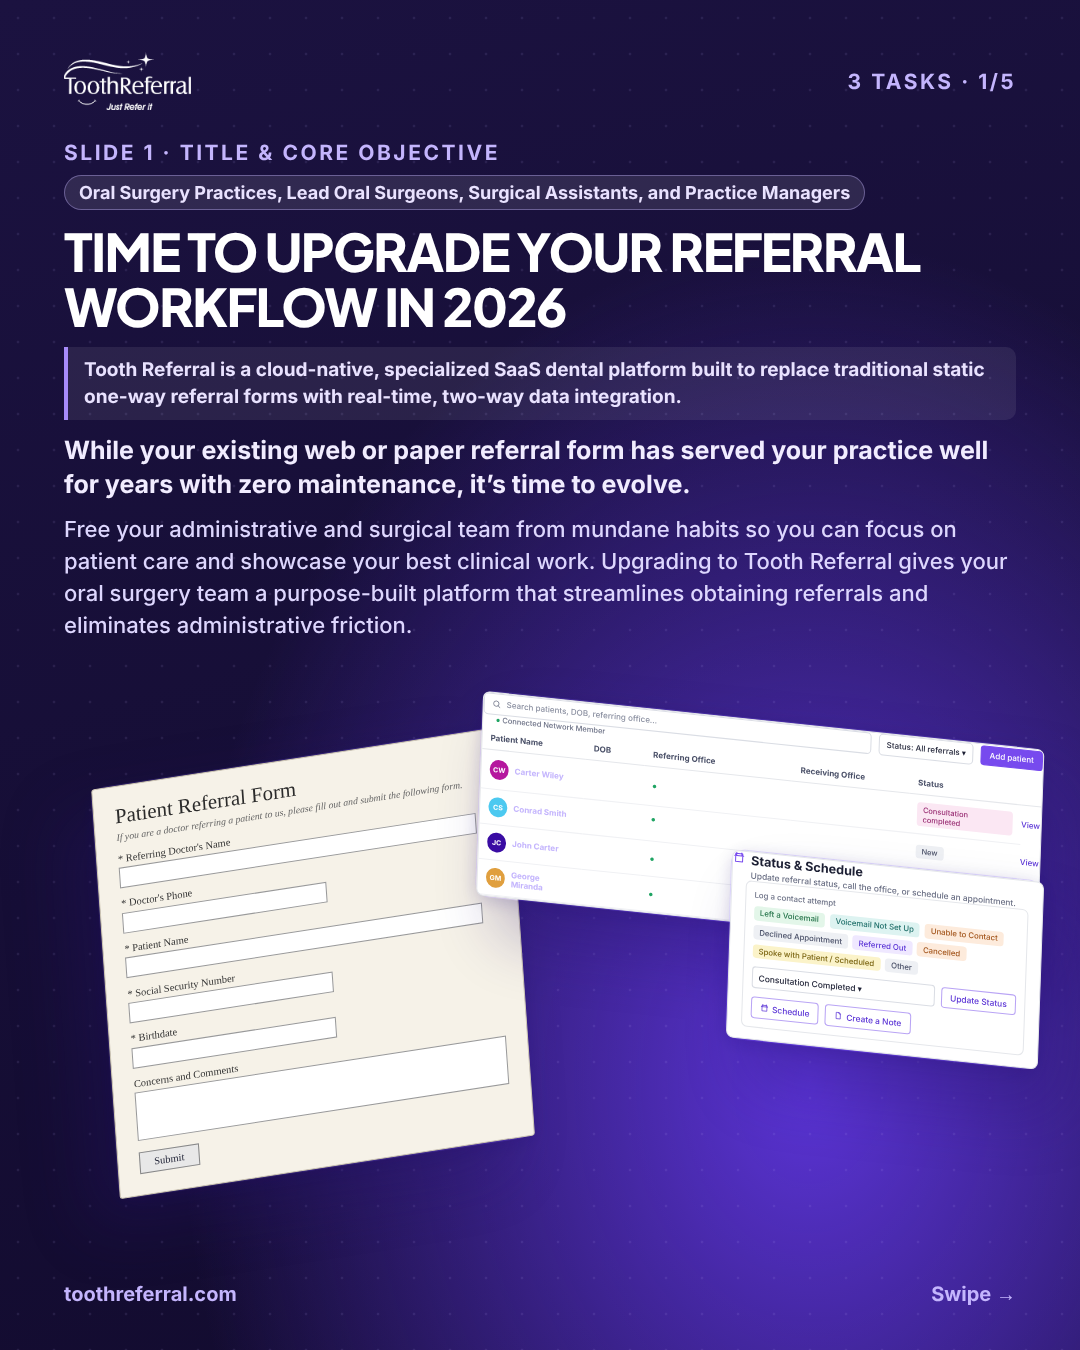 ToothReferral
Just Refer it
3 TASKS · 1/5
SLIDE 1 · TITLE & CORE OBJECTIVE
Oral Surgery Practices, Lead Oral Surgeons, Surgical Assistants, and Practice Managers
TIME TO UPGRADE YOUR REFERRAL
WORKFLOW IN 2026
Tooth Referral is a cloud-native, specialized SaaS dental platform built to replace traditional static
one-way referral forms with real-time, two-way data integration.
While your existing web or paper referral form has served your practice well
for years with zero maintenance, it’s time to evolve.
Free your administrative and surgical team from mundane habits so you can focus on
patient care and showcase your best clinical work. Upgrading to Tooth Referral gives your
oral surgery team a purpose-built platform that streamlines obtaining referrals and
eliminates administrative friction.
Patient Referral Form
If you are a doctor referring a patient to us, please fill out and submit the following form.
* Referring Doctor's Name
* Doctor's Phone
* Patient Name
* Social Security Number
* Birthdate
Concerns and Comments
Submit
Search patients, DOB, referring office...
Status: All referrals ▾
Add patient
Connected Network Member
Patient Name DOB Referring Office Receiving Office Status
CW Carter Wiley Consultation completed View
CS Conrad Smith New View
JC John Carter
GM George Miranda
Status & Schedule
Update referral status, call the office, or schedule an appointment.
Log a contact attempt
Left a Voicemail Voicemail Not Set Up Unable to Contact
Declined Appointment Referred Out Cancelled
Spoke with Patient / Scheduled Other
Consultation Completed ▾ Update Status
Schedule Create a Note
toothreferral.com
Swipe →